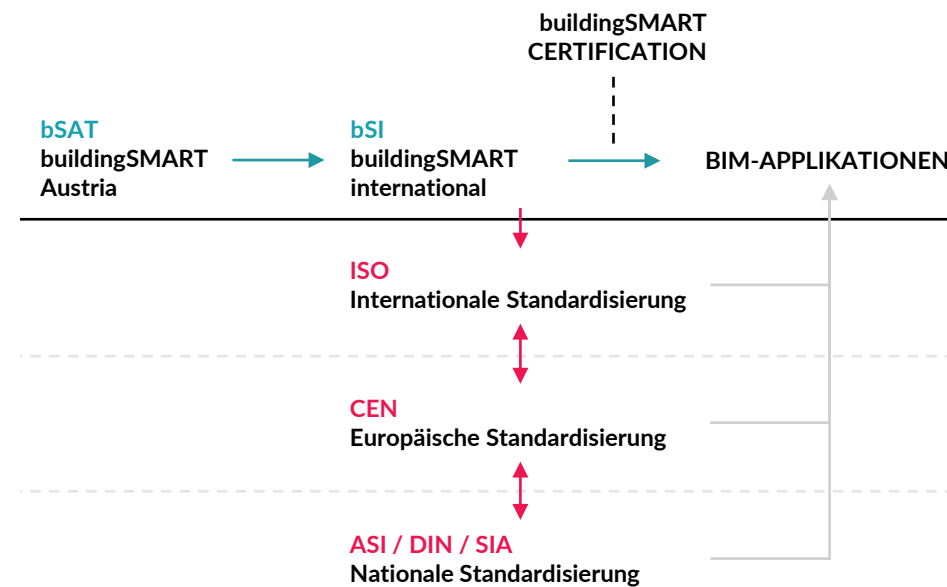 buildingSMART
CERTIFICATION
bSAT
buildingSMART
Austria
bSI
buildingSMART
international
BIM-APPLIKATIONEN
ISO
Internationale Standardisierung
CEN
Europäische Standardisierung
ASI / DIN / SIA
Nationale Standardisierung